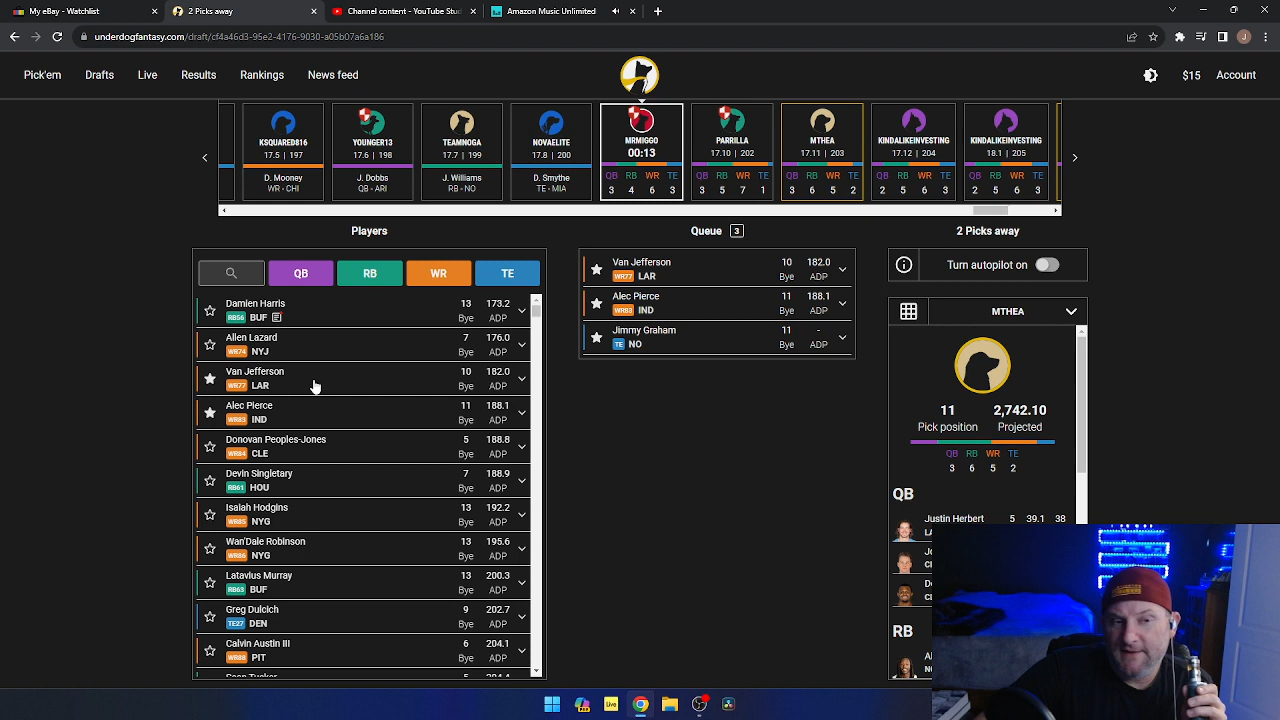 My eBay - Watchlist
2 Picks away
Channel content - YouTube Stud
Amazon Music Unlimited
underdogfantasy.com/draft/cf4a46d3-95e2-4176-9030-a05b07a6a186
Pick'em Drafts Live Results Rankings News feed
$15 Account
KSQUARED816
17.5 | 197
D. Mooney
WR • CHI
YOUNGER13
17.6 | 198
J. Dobbs
QB • ARI
TEAMNOGA
17.7 | 199
J. Williams
RB • NO
NOVAELITE
17.8 | 200
D. Smythe
TE • MIA
MRMIGGO
00:13
QB RB WR TE
3 4 6 3
PARRILLA
17.10 | 202
QB RB WR TE
3 5 7 1
MTHEA
17.11 | 203
QB RB WR TE
3 6 5 2
KINDALIKEINVESTING
17.12 | 204
QB RB WR TE
2 5 6 3
KINDALIKEINVESTING
18.1 | 205
QB RB WR TE
2 5 6 3
Players
QB RB WR TE
Damien Harris 13 173.2
RB56 BUF Bye ADP
Allen Lazard 7 176.0
WR74 NYJ Bye ADP
Van Jefferson 10 182.0
WR77 LAR Bye ADP
Alec Pierce 11 188.1
WR83 IND Bye ADP
Donovan Peoples-Jones 5 188.8
WR84 CLE Bye ADP
Devin Singletary 7 188.9
RB61 HOU Bye ADP
Isaiah Hodgins 13 192.2
WR85 NYG Bye ADP
Wan'Dale Robinson 13 195.6
WR86 NYG Bye ADP
Latavius Murray 13 200.3
RB63 BUF Bye ADP
Greg Dulcich 9 202.7
TE27 DEN Bye ADP
Calvin Austin III 6 204.1
WR88 PIT Bye ADP
Queue 3
Van Jefferson 10 182.0
WR77 LAR Bye ADP
Alec Pierce 11 188.1
WR83 IND Bye ADP
Jimmy Graham 11 -
TE NO Bye ADP
2 Picks away
Turn autopilot on
MTHEA
11 2,742.10
Pick position Projected
QB RB WR TE
3 6 5 2
QB
Justin Herbert 5 39.1 38
RB